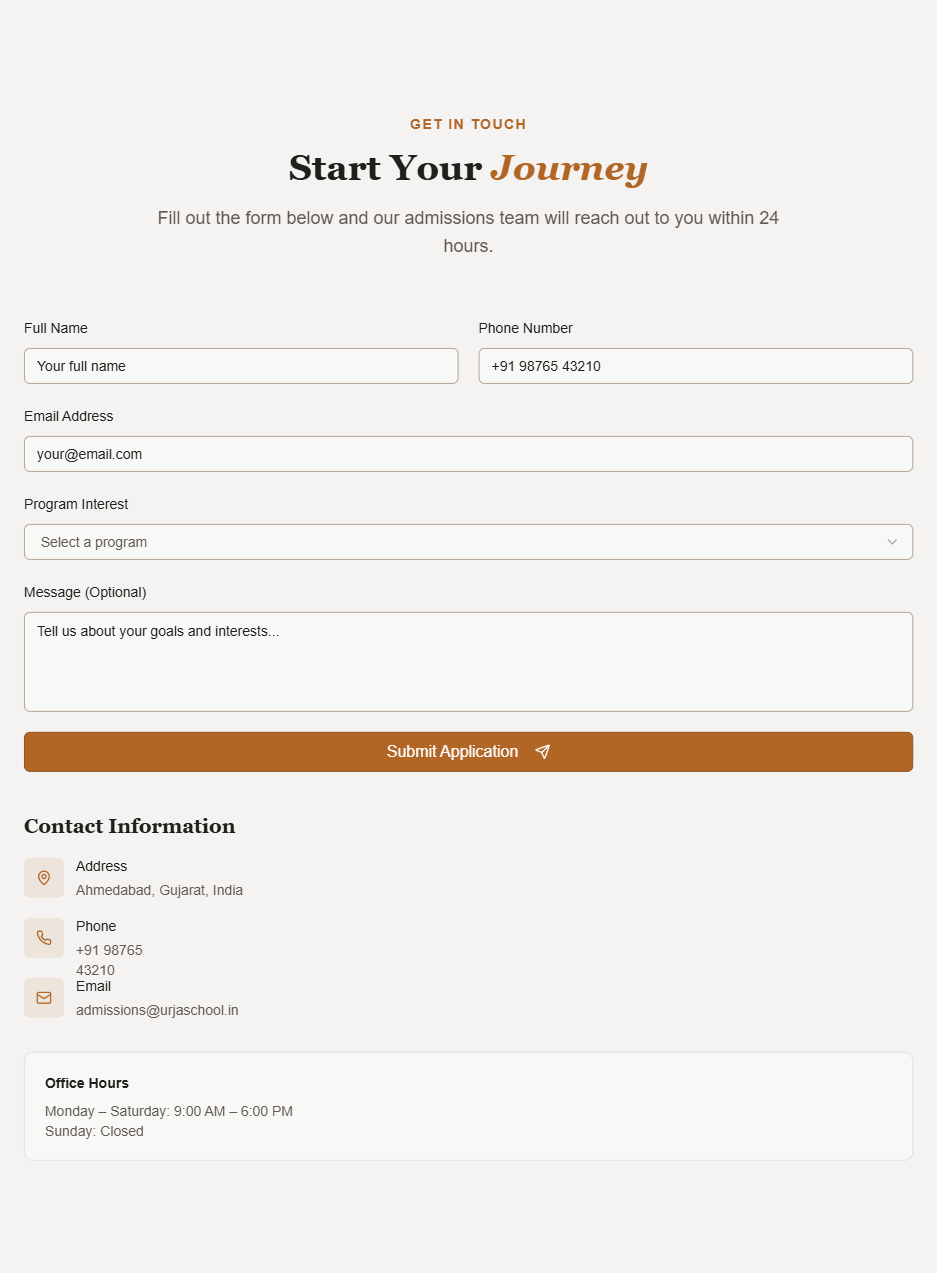 GET IN TOUCH
Start Your Journey
Fill out the form below and our admissions team will reach out to you within 24
hours.
Full Name
Your full name
Phone Number
+91 98765 43210
Email Address
your@email.com
Program Interest
Select a program
Message (Optional)
Tell us about your goals and interests...
Submit Application
Contact Information
Address
Ahmedabad, Gujarat, India
Phone
+91 98765
43210
Email
admissions@urjaschool.in
Office Hours
Monday – Saturday: 9:00 AM – 6:00 PM
Sunday: Closed